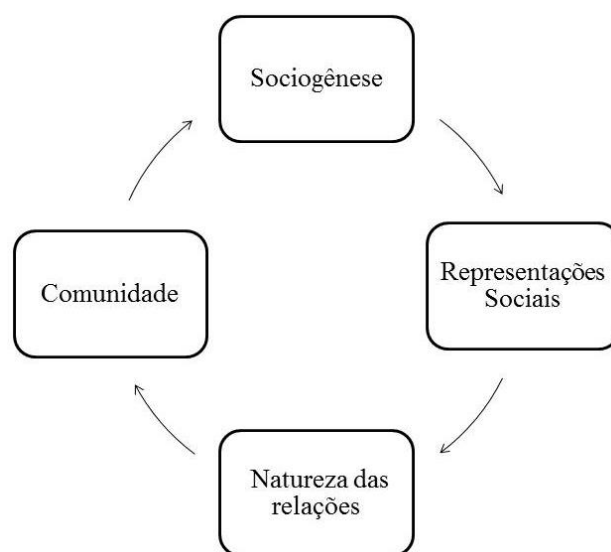 Sociogênese
Representações
Sociais
Comunidade
Natureza das
relações